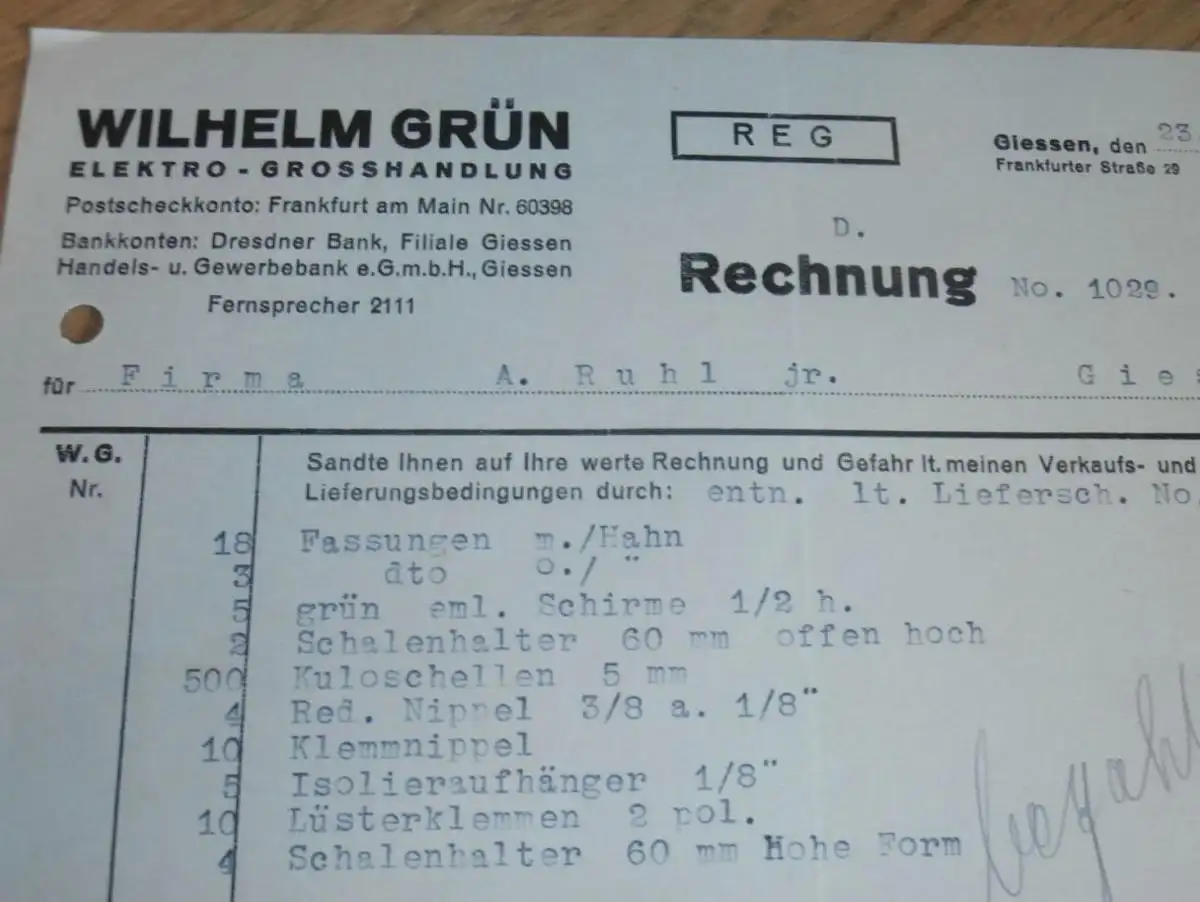 WILHELM GRÜN
ELEKTRO - GROSSHANDLUNG
Postscheckkonto: Frankfurt am Main Nr. 60398
Bankkonten: Dresdner Bank, Filiale Giessen
Handels- u. Gewerbebank e.G.m.b.H., Giessen
Fernsprecher 2111
REG
Giessen, den 23
Frankfurter Straße 29
D.
Rechnung No. 1029.
für Firma A. Ruhl jr. Gies
W.G. Nr.
Sandte Ihnen auf Ihre werte Rechnung und Gefahr lt. meinen Verkaufs- und
Lieferungsbedingungen durch: entn. lt. Liefersch. No.
18 Fassungen m./Hahn
3 dto o./ "
5 grün eml. Schirme 1/2 h.
2 Schalenhalter 60 mm offen hoch
500 Kuloschellen 5 mm
4 Red. Nippel 3/8 a. 1/8"
10 Klemmnippel
5 Isolieraufhänger 1/8"
10 Lüsterklemmen 2 pol.
4 Schalenhalter 60 mm Hohe Form
bezahlt